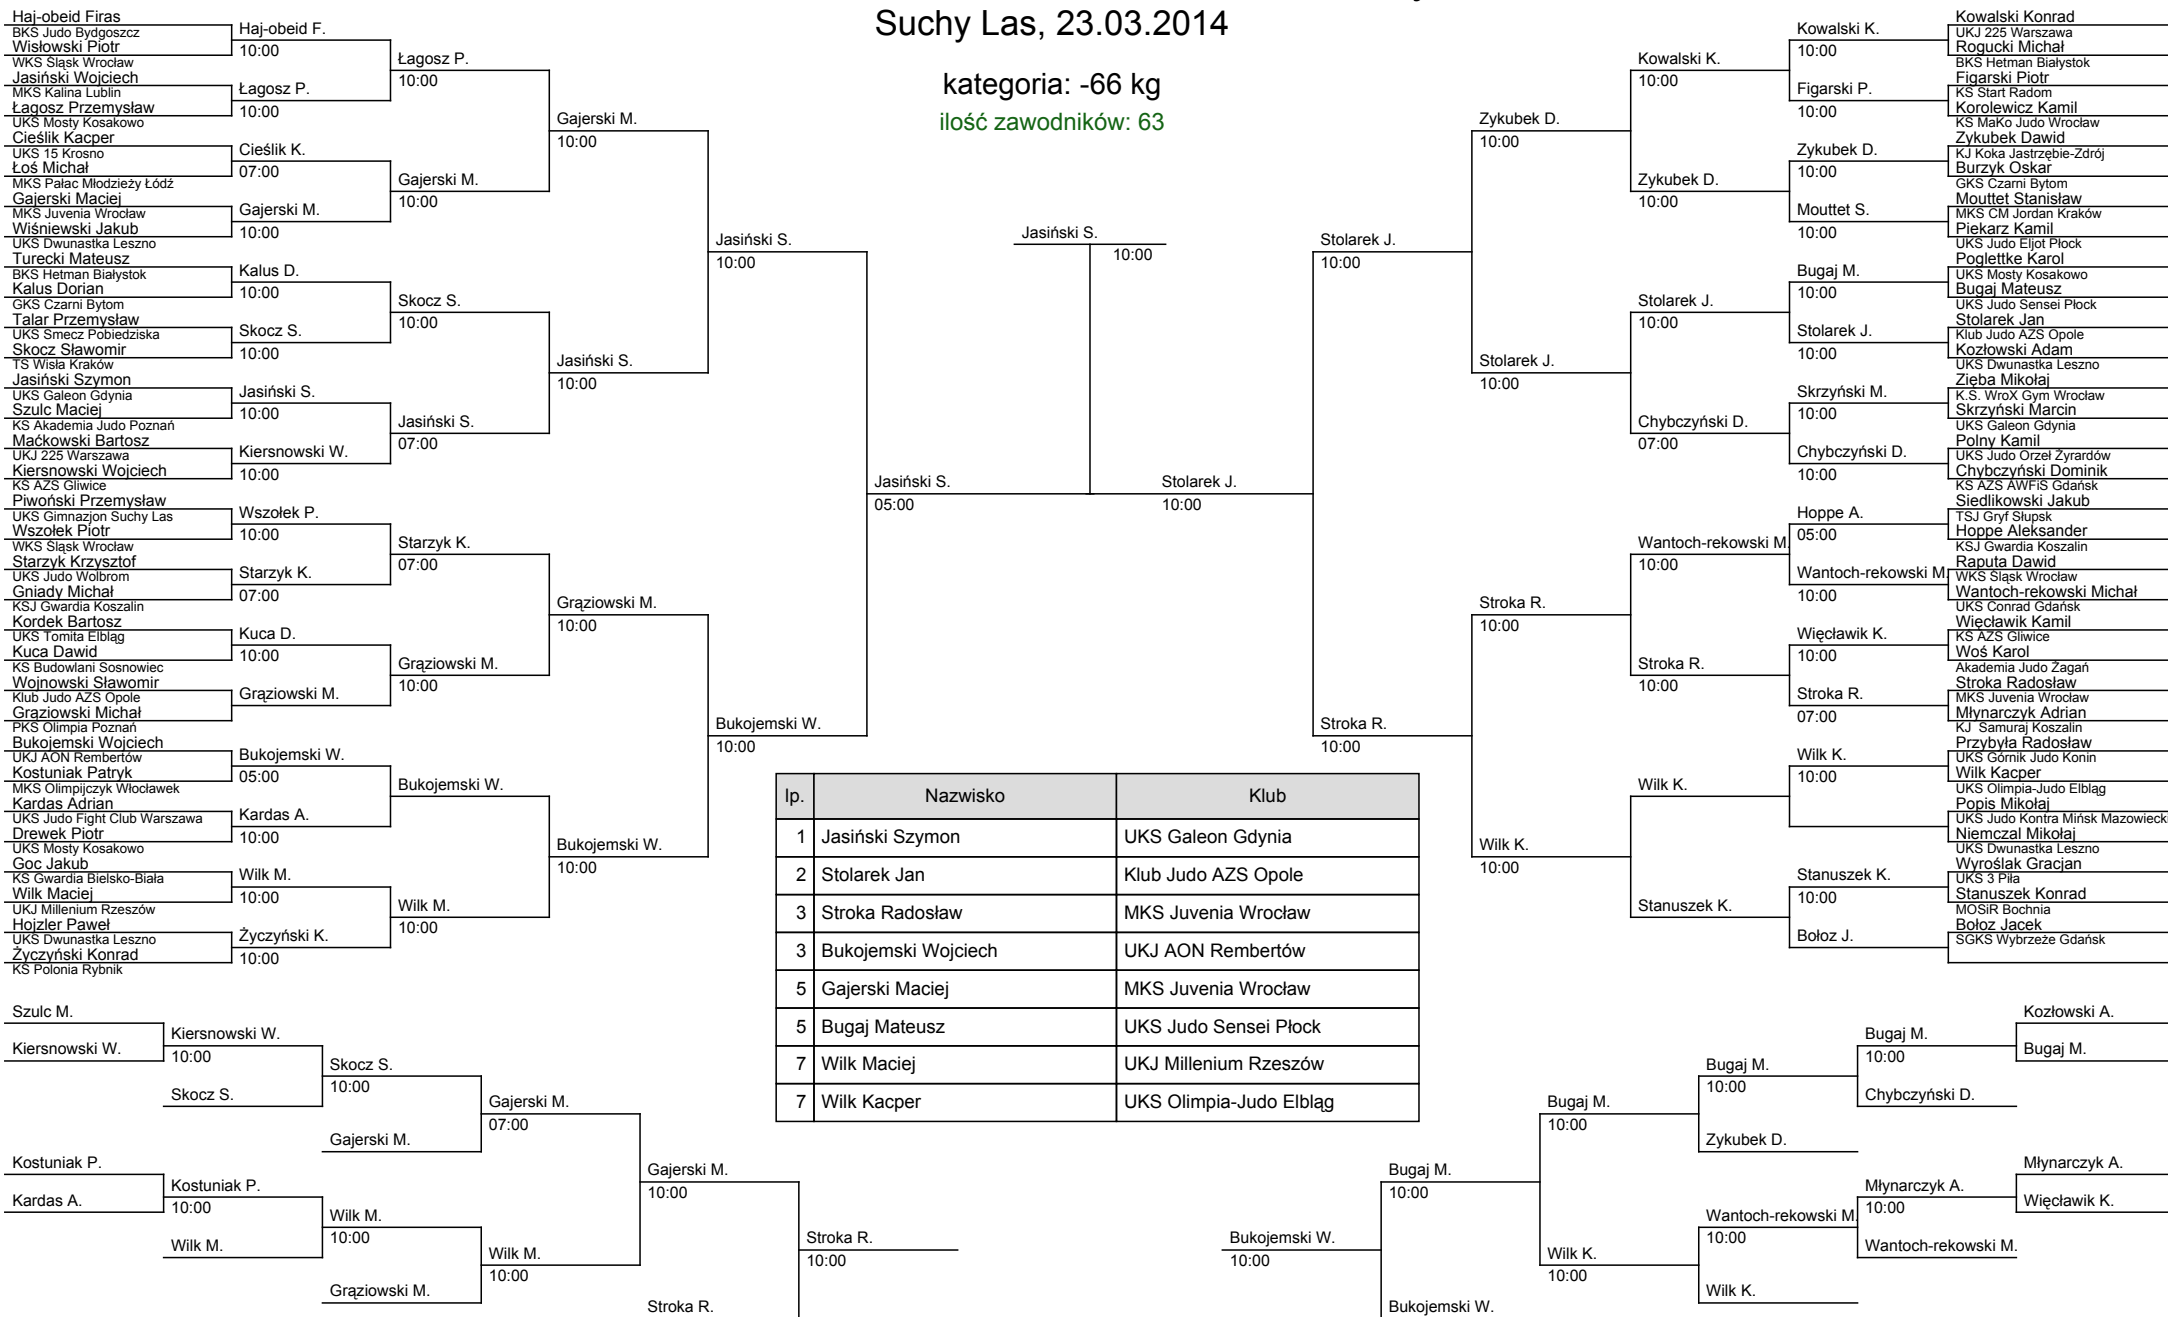 Suchy Las, 23.03.2014
kategoria: -66 kg
ilość zawodników: 63
Haj-obeid Firas
BKS Judo Bydgoszcz
Wisłowski Piotr
WKS Śląsk Wrocław
Jasiński Wojciech
MKS Kalina Lublin
Łagosz Przemysław
UKS Mosty Kosakowo
Cieślik Kacper
UKS 15 Krosno
Łoś Michał
MKS Pałac Młodzieży Łódź
Gajerski Maciej
MKS Juvenia Wrocław
Wiśniewski Jakub
UKS Dwunastka Leszno
Turecki Mateusz
BKS Hetman Białystok
Kalus Dorian
GKS Czarni Bytom
Talar Przemysław
UKS Smecz Pobiedziska
Skocz Sławomir
TS Wisła Kraków
Jasiński Szymon
UKS Galeon Gdynia
Szulc Maciej
KS Akademia Judo Poznań
Maćkowski Bartosz
UKJ 225 Warszawa
Kiersnowski Wojciech
KS AZS Gliwice
Piwoński Przemysław
UKS Gimnazjon Suchy Las
Wszołek Piotr
WKS Śląsk Wrocław
Starzyk Krzysztof
UKS Judo Wolbrom
Gniady Michał
KSJ Gwardia Koszalin
Kordek Bartosz
UKS Tomita Elbląg
Kuca Dawid
KS Budowlani Sosnowiec
Wojnowski Sławomir
Klub Judo AZS Opole
Grąziowski Michał
PKS Olimpia Poznań
Bukojemski Wojciech
UKJ AON Rembertów
Kostuniak Patryk
MKS Olimpijczyk Włocławek
Kardas Adrian
UKS Judo Fight Club Warszawa
Drewek Piotr
UKS Mosty Kosakowo
Goc Jakub
KS Gwardia Bielsko-Biała
Wilk Maciej
UKJ Millenium Rzeszów
Hojzler Paweł
UKS Dwunastka Leszno
Życzyński Konrad
KS Polonia Rybnik
Haj-obeid F.
10:00
Łagosz P.
10:00
Cieślik K.
07:00
Gajerski M.
10:00
Kalus D.
10:00
Skocz S.
10:00
Jasiński S.
10:00
Kiersnowski W.
10:00
Wszołek P.
10:00
Starzyk K.
07:00
Kuca D.
10:00
Grąziowski M.
Bukojemski W.
05:00
Kardas A.
10:00
Wilk M.
10:00
Życzyński K.
10:00
Łagosz P.
10:00
Gajerski M.
10:00
Skocz S.
10:00
Jasiński S.
07:00
Starzyk K.
07:00
Grąziowski M.
10:00
Bukojemski W.
Wilk M.
10:00
Gajerski M.
10:00
Jasiński S.
10:00
Grąziowski M.
10:00
Bukojemski W.
10:00
Jasiński S.
10:00
Bukojemski W.
10:00
Jasiński S.
05:00
Jasiński S.
10:00
Stolarek J.
10:00
Stolarek J.
10:00
Stroka R.
10:00
Zykubek D.
10:00
Stolarek J.
10:00
Stroka R.
10:00
Wilk K.
10:00
Kowalski K.
10:00
Zykubek D.
10:00
Stolarek J.
10:00
Chybczyński D.
07:00
Wantoch-rekowski M.
10:00
Stroka R.
10:00
Wilk K.
Stanuszek K.
Kowalski K.
10:00
Figarski P.
10:00
Zykubek D.
10:00
Mouttet S.
10:00
Bugaj M.
10:00
Stolarek J.
10:00
Skrzyński M.
10:00
Chybczyński D.
10:00
Hoppe A.
05:00
Wantoch-rekowski M.
10:00
Więcławik K.
10:00
Stroka R.
07:00
Wilk K.
10:00
Stanuszek K.
10:00
Bołoz J.
Kowalski Konrad
UKJ 225 Warszawa
Rogucki Michał
BKS Hetman Białystok
Figarski Piotr
KS Start Radom
Korolewicz Kamil
KS MaKo Judo Wrocław
Zykubek Dawid
KJ Koka Jastrzębie-Zdrój
Burzyk Oskar
GKS Czarni Bytom
Mouttet Stanisław
MKS CM Jordan Kraków
Piekarz Kamil
UKS Judo Eljot Płock
Poglettke Karol
UKS Mosty Kosakowo
Bugaj Mateusz
UKS Judo Sensei Płock
Stolarek Jan
Klub Judo AZS Opole
Kozłowski Adam
UKS Dwunastka Leszno
Zięba Mikołaj
K.S. WroX Gym Wrocław
Skrzyński Marcin
UKS Galeon Gdynia
Polny Kamil
UKS Judo Orzeł Żyrardów
Chybczyński Dominik
KS AZS AWFiS Gdańsk
Siedlikowski Jakub
TSJ Gryf Słupsk
Hoppe Aleksander
KSJ Gwardia Koszalin
Raputa Dawid
WKS Śląsk Wrocław
Wantoch-rekowski Michał
UKS Conrad Gdańsk
Więcławik Kamil
KS AZS Gliwice
Woś Karol
Akademia Judo Żagań
Stroka Radosław
MKS Juvenia Wrocław
Młynarczyk Adrian
KJ Samuraj Koszalin
Przybyła Radosław
UKS Górnik Judo Konin
Wilk Kacper
UKS Olimpia-Judo Elbląg
Popis Mikołaj
UKS Judo Kontra Mińsk Mazowiecki
Niemczal Mikołaj
UKS Dwunastka Leszno
Wyroślak Gracjan
UKS 3 Piła
Stanuszek Konrad
MOSiR Bochnia
Bołoz Jacek
SGKS Wybrzeże Gdańsk
lp. Nazwisko Klub
1 Jasiński Szymon UKS Galeon Gdynia
2 Stolarek Jan Klub Judo AZS Opole
3 Stroka Radosław MKS Juvenia Wrocław
3 Bukojemski Wojciech UKJ AON Rembertów
5 Gajerski Maciej MKS Juvenia Wrocław
5 Bugaj Mateusz UKS Judo Sensei Płock
7 Wilk Maciej UKJ Millenium Rzeszów
7 Wilk Kacper UKS Olimpia-Judo Elbląg
Szulc M.
Kiersnowski W.
Kostuniak P.
Kardas A.
Kiersnowski W.
10:00
Skocz S.
Kostuniak P.
10:00
Wilk M.
Skocz S.
10:00
Gajerski M.
Wilk M.
10:00
Grąziowski M.
Gajerski M.
07:00
Wilk M.
10:00
Gajerski M.
10:00
Stroka R.
Stroka R.
10:00
Bukojemski W.
10:00
Bugaj M.
10:00
Bukojemski W.
Bugaj M.
10:00
Wilk K.
10:00
Bugaj M.
10:00
Zykubek D.
Wantoch-rekowski M.
10:00
Wilk K.
Bugaj M.
10:00
Chybczyński D.
Młynarczyk A.
10:00
Wantoch-rekowski M.
Kozłowski A.
Bugaj M.
Młynarczyk A.
Więcławik K.